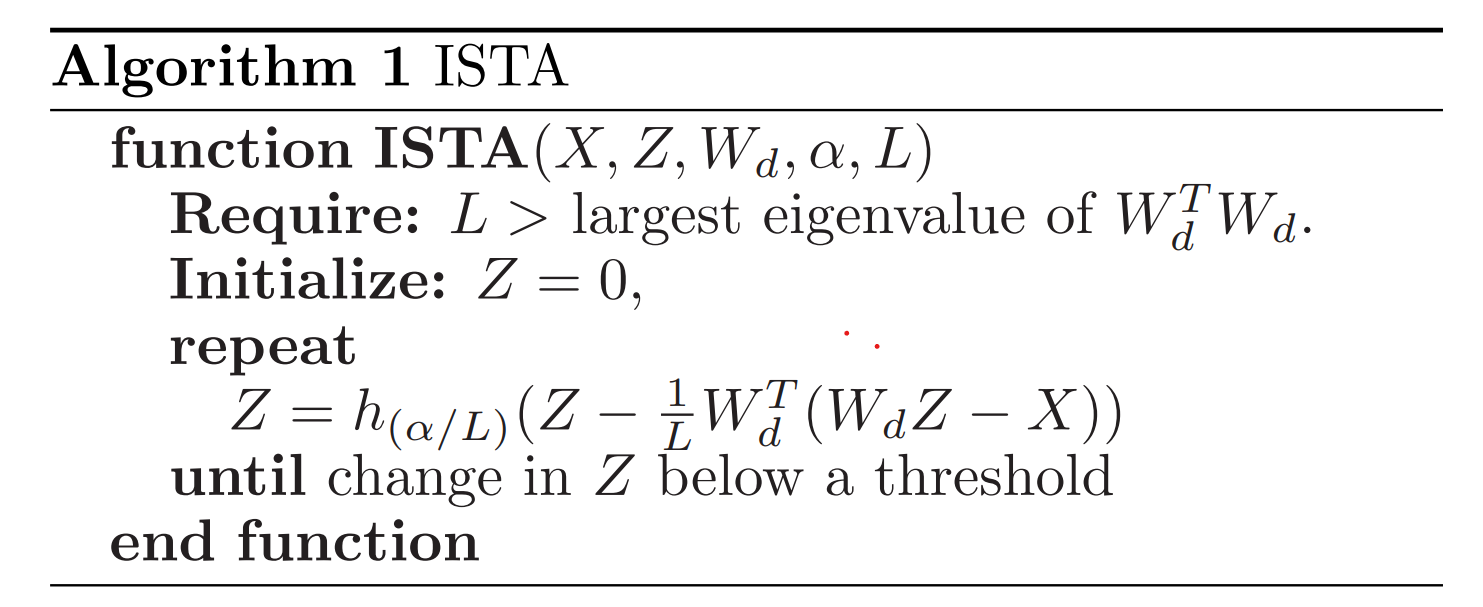 Algorithm 1 ISTA
function ISTA(X, Z, W_d, α, L)
Require: L > largest eigenvalue of W_d^T W_d.
Initialize: Z = 0,
repeat
Z = h_(α/L)(Z − 1/L W_d^T(W_d Z − X))
until change in Z below a threshold
end function